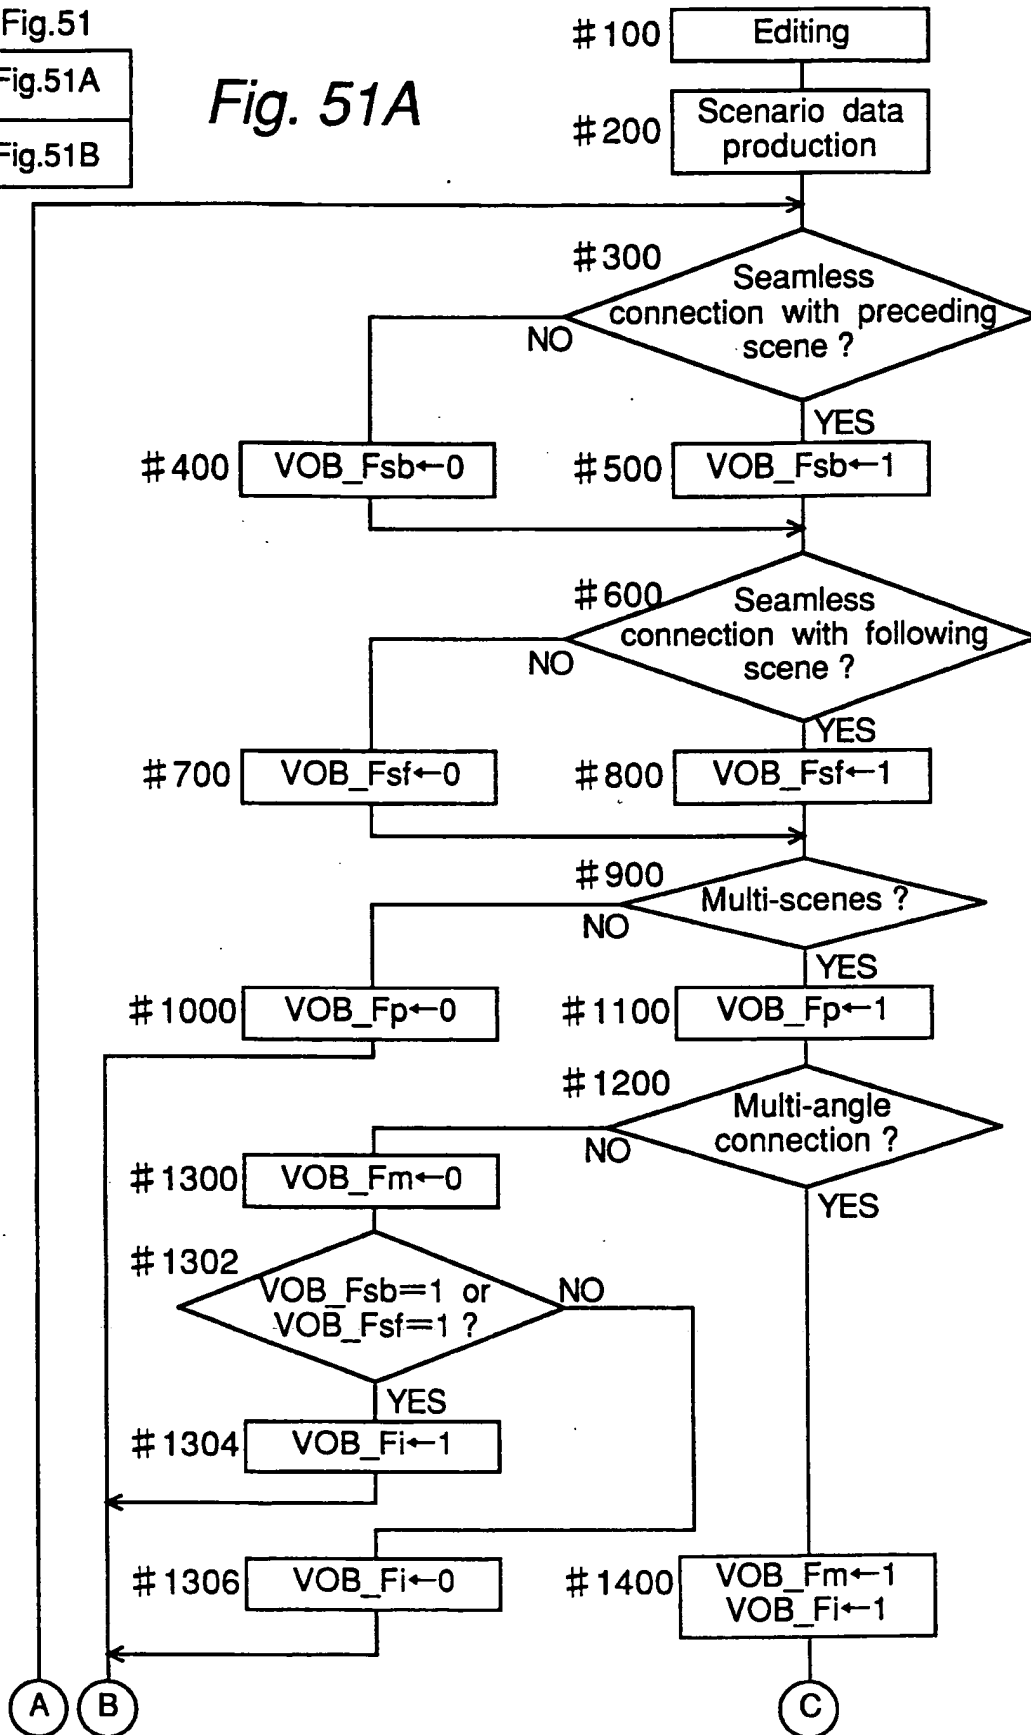 Fig.51
Fig.51A
Fig.51B
Fig. 51A
#100
Editing
#200
Scenario data
production
#300
Seamless
connection with preceding
scene ?
NO
YES
#400
VOB_Fsb←0
#500
VOB_Fsb←1
#600
Seamless
connection with following
scene ?
NO
YES
#700
VOB_Fsf←0
#800
VOB_Fsf←1
#900
Multi-scenes ?
NO
YES
#1000
VOB_Fp←0
#1100
VOB_Fp←1
#1200
Multi-angle
connection ?
NO
YES
#1300
VOB_Fm←0
#1302
VOB_Fsb=1 or
VOB_Fsf=1 ?
NO
YES
#1304
VOB_Fi←1
#1306
VOB_Fi←0
#1400
VOB_Fm←1
VOB_Fi←1
A
B
C